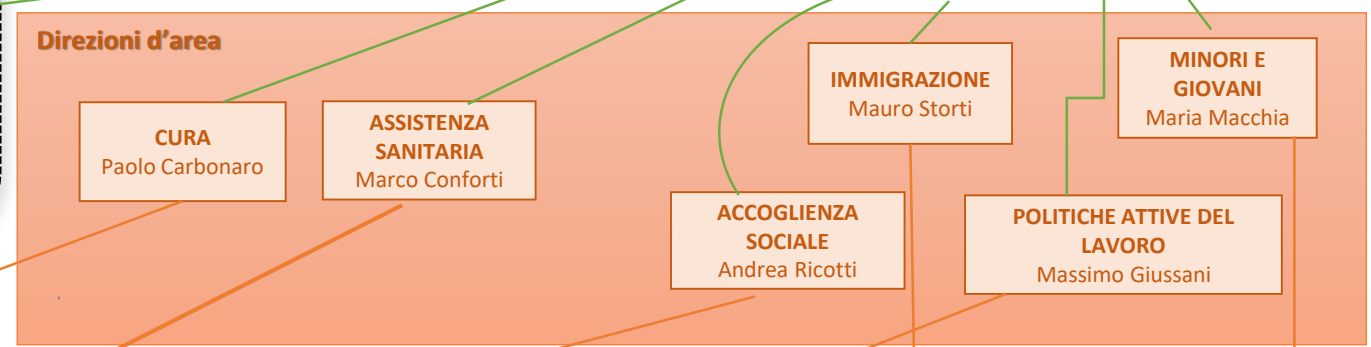 Direzioni d'area
CURA
Paolo Carbonaro
ASSISTENZA
SANITARIA
Marco Conforti
ACCOGLIENZA
SOCIALE
Andrea Ricotti
IMMIGRAZIONE
Mauro Storti
POLITICHE ATTIVE DEL
LAVORO
Massimo Giussani
MINORI E
GIOVANI
Maria Macchia